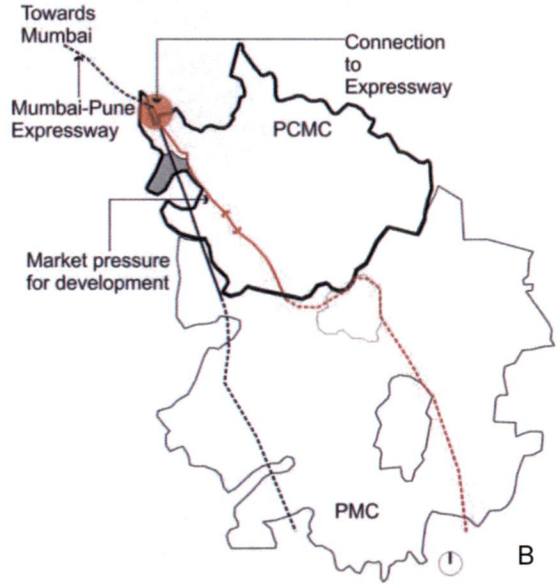 Towards
Mumbai
Connection
to
Expressway
Mumbai-Pune
Expressway
PCMC
Market pressure
for development
PMC
B